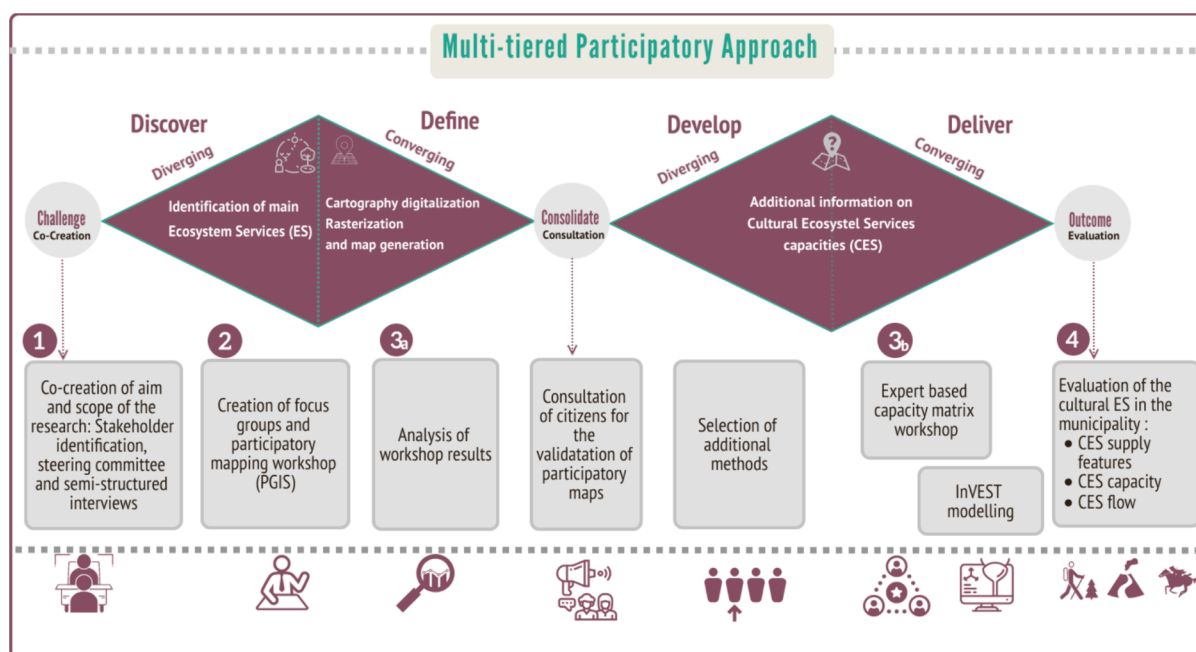 Multi-tiered Participatory Approach
Discover
Define
Develop
Deliver
Diverging
Converging
Diverging
Converging
Challenge
Co-Creation
Identification of main
Ecosystem Services (ES)
Cartography digitalization
Rasterization
and map generation
Consolidate
Consultation
?
Additional information on
Cultural Ecosystel Services
capacities (CES)
Outcome
Evaluation
1
Co-creation of aim
and scope of the
research: Stakeholder
identification,
steering committee
and semi-structured
interviews
2
Creation of focus
groups and
participatory
mapping workshop
(PGIS)
3a
Analysis of
workshop results
Consultation
of citizens for
the
validatation of
participatory
maps
Selection of
additional
methods
3b
Expert based
capacity matrix
workshop
InVEST
modelling
4
Evaluation of the
cultural ES in the
municipality :
• CES supply
features
• CES capacity
• CES flow